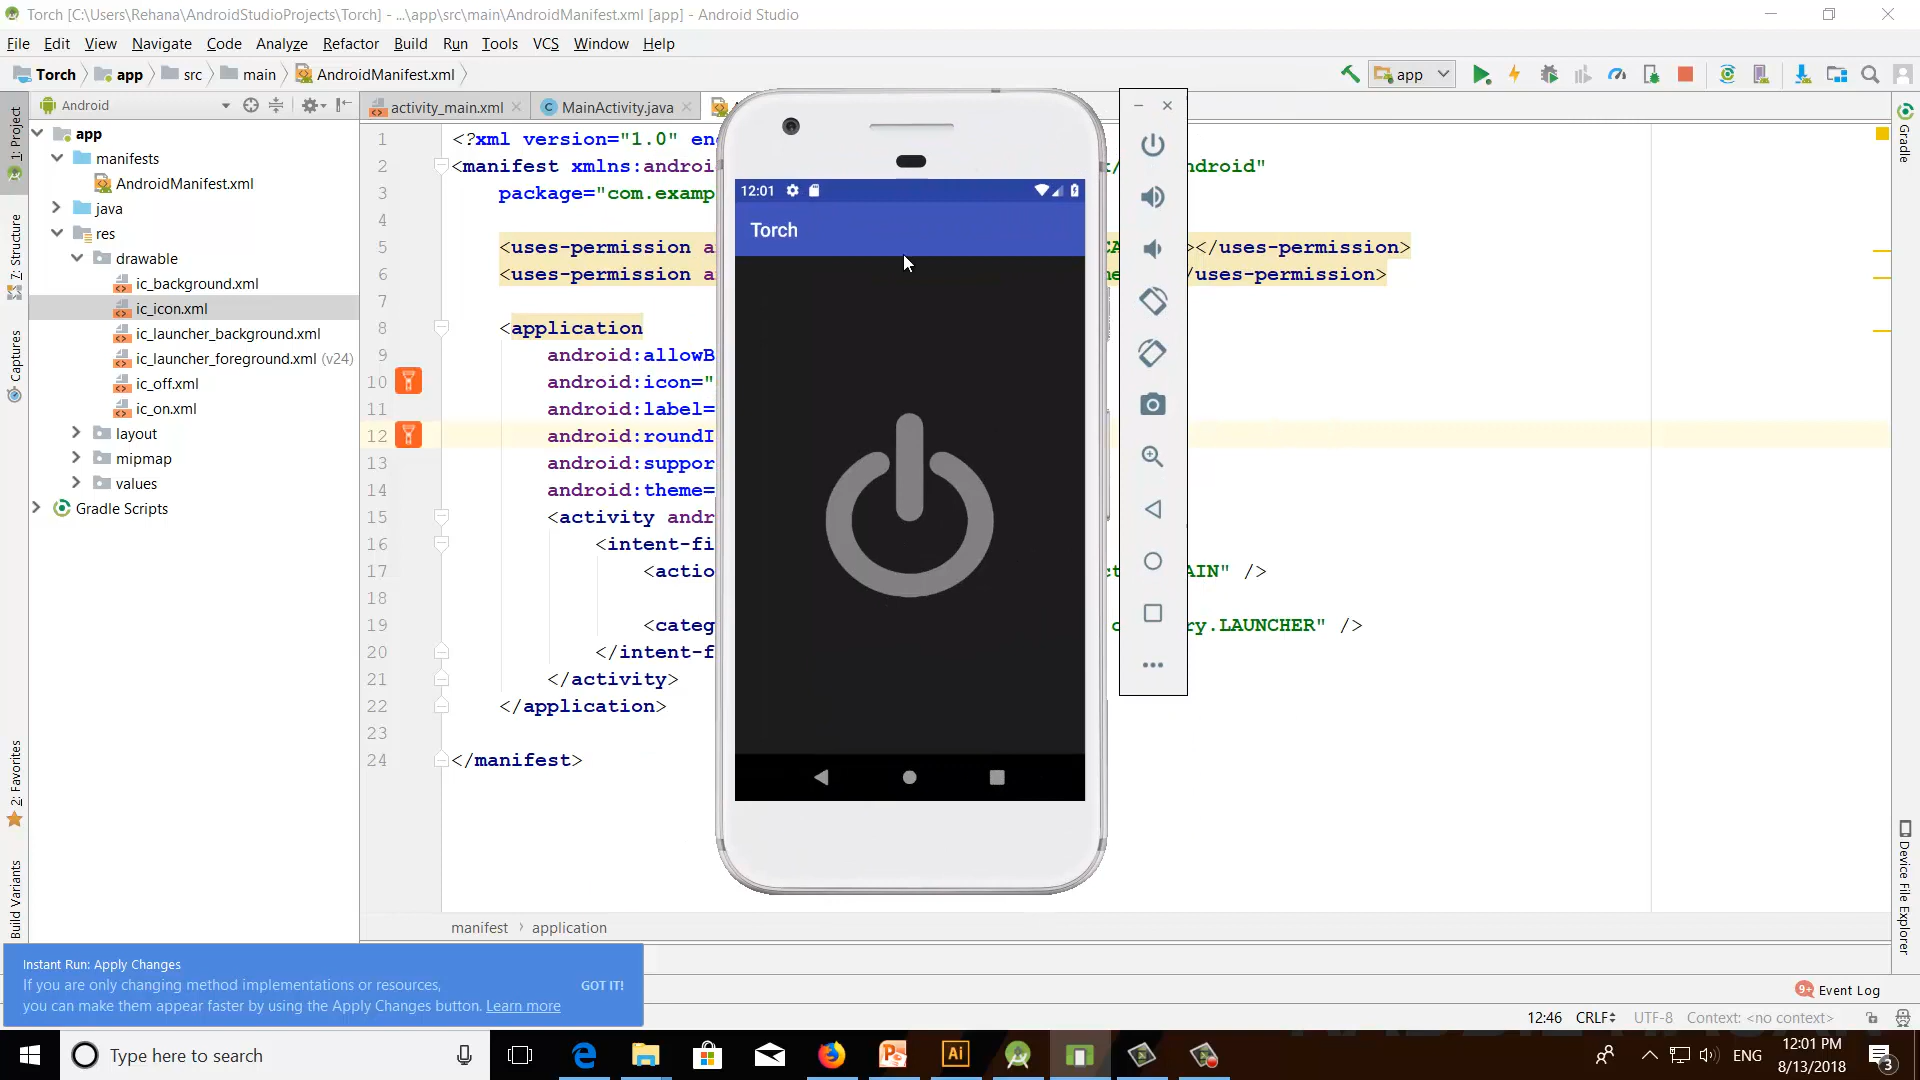 Torch [C:\Users\Rehana\AndroidStudioProjects\Torch] - ...\app\src\main\AndroidManifest.xml [app] - Android Studio
File Edit View Navigate Code Analyze Refactor Build Run Tools VCS Window Help
Torch app src main AndroidManifest.xml
app
Android
activity_main.xml
MainActivity.java
1: Project
7: Structure
Captures
2: Favorites
Build Variants
app
manifests
AndroidManifest.xml
java
res
drawable
ic_background.xml
ic_icon.xml
ic_launcher_background.xml
ic_launcher_foreground.xml (v24)
ic_off.xml
ic_on.xml
layout
mipmap
values
Gradle Scripts
1 <?xml version="1.0" en
2 <manifest xmlns:androi android"
3 package="com.examp
4
5 <uses-permission a ></uses-permission>
6 <uses-permission a /uses-permission>
7
8 <application
9 android:allowB
10 android:icon="
11 android:label=
12 android:roundI
13 android:suppor
14 android:theme=
15 <activity andr
16 <intent-fi
17 <actio AIN" />
18
19 <categ ry.LAUNCHER" />
20 </intent-f
21 </activity>
22 </application>
23
24 </manifest>
12:01
Torch
Gradle
Device File Explorer
manifest › application
Instant Run: Apply Changes
If you are only changing method implementations or resources,
you can make them appear faster by using the Apply Changes button. Learn more
GOT IT!
9+ Event Log
12:46 CRLF UTF-8 Context: <no context>
Type here to search
ENG
12:01 PM
8/13/2018
3